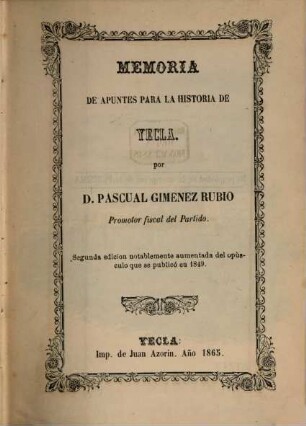 MEMORIA
DE APUNTES PARA LA HISTORIA DE
YECLA.
por
D. PASCUAL GIMENEZ RUBIO
Promotor fiscal del Partido.
Segunda edicion notablemente aumentada del opús-
culo que se publicó en 1849.
YECLA:
Imp. de Juan Azorin. Año 1865.